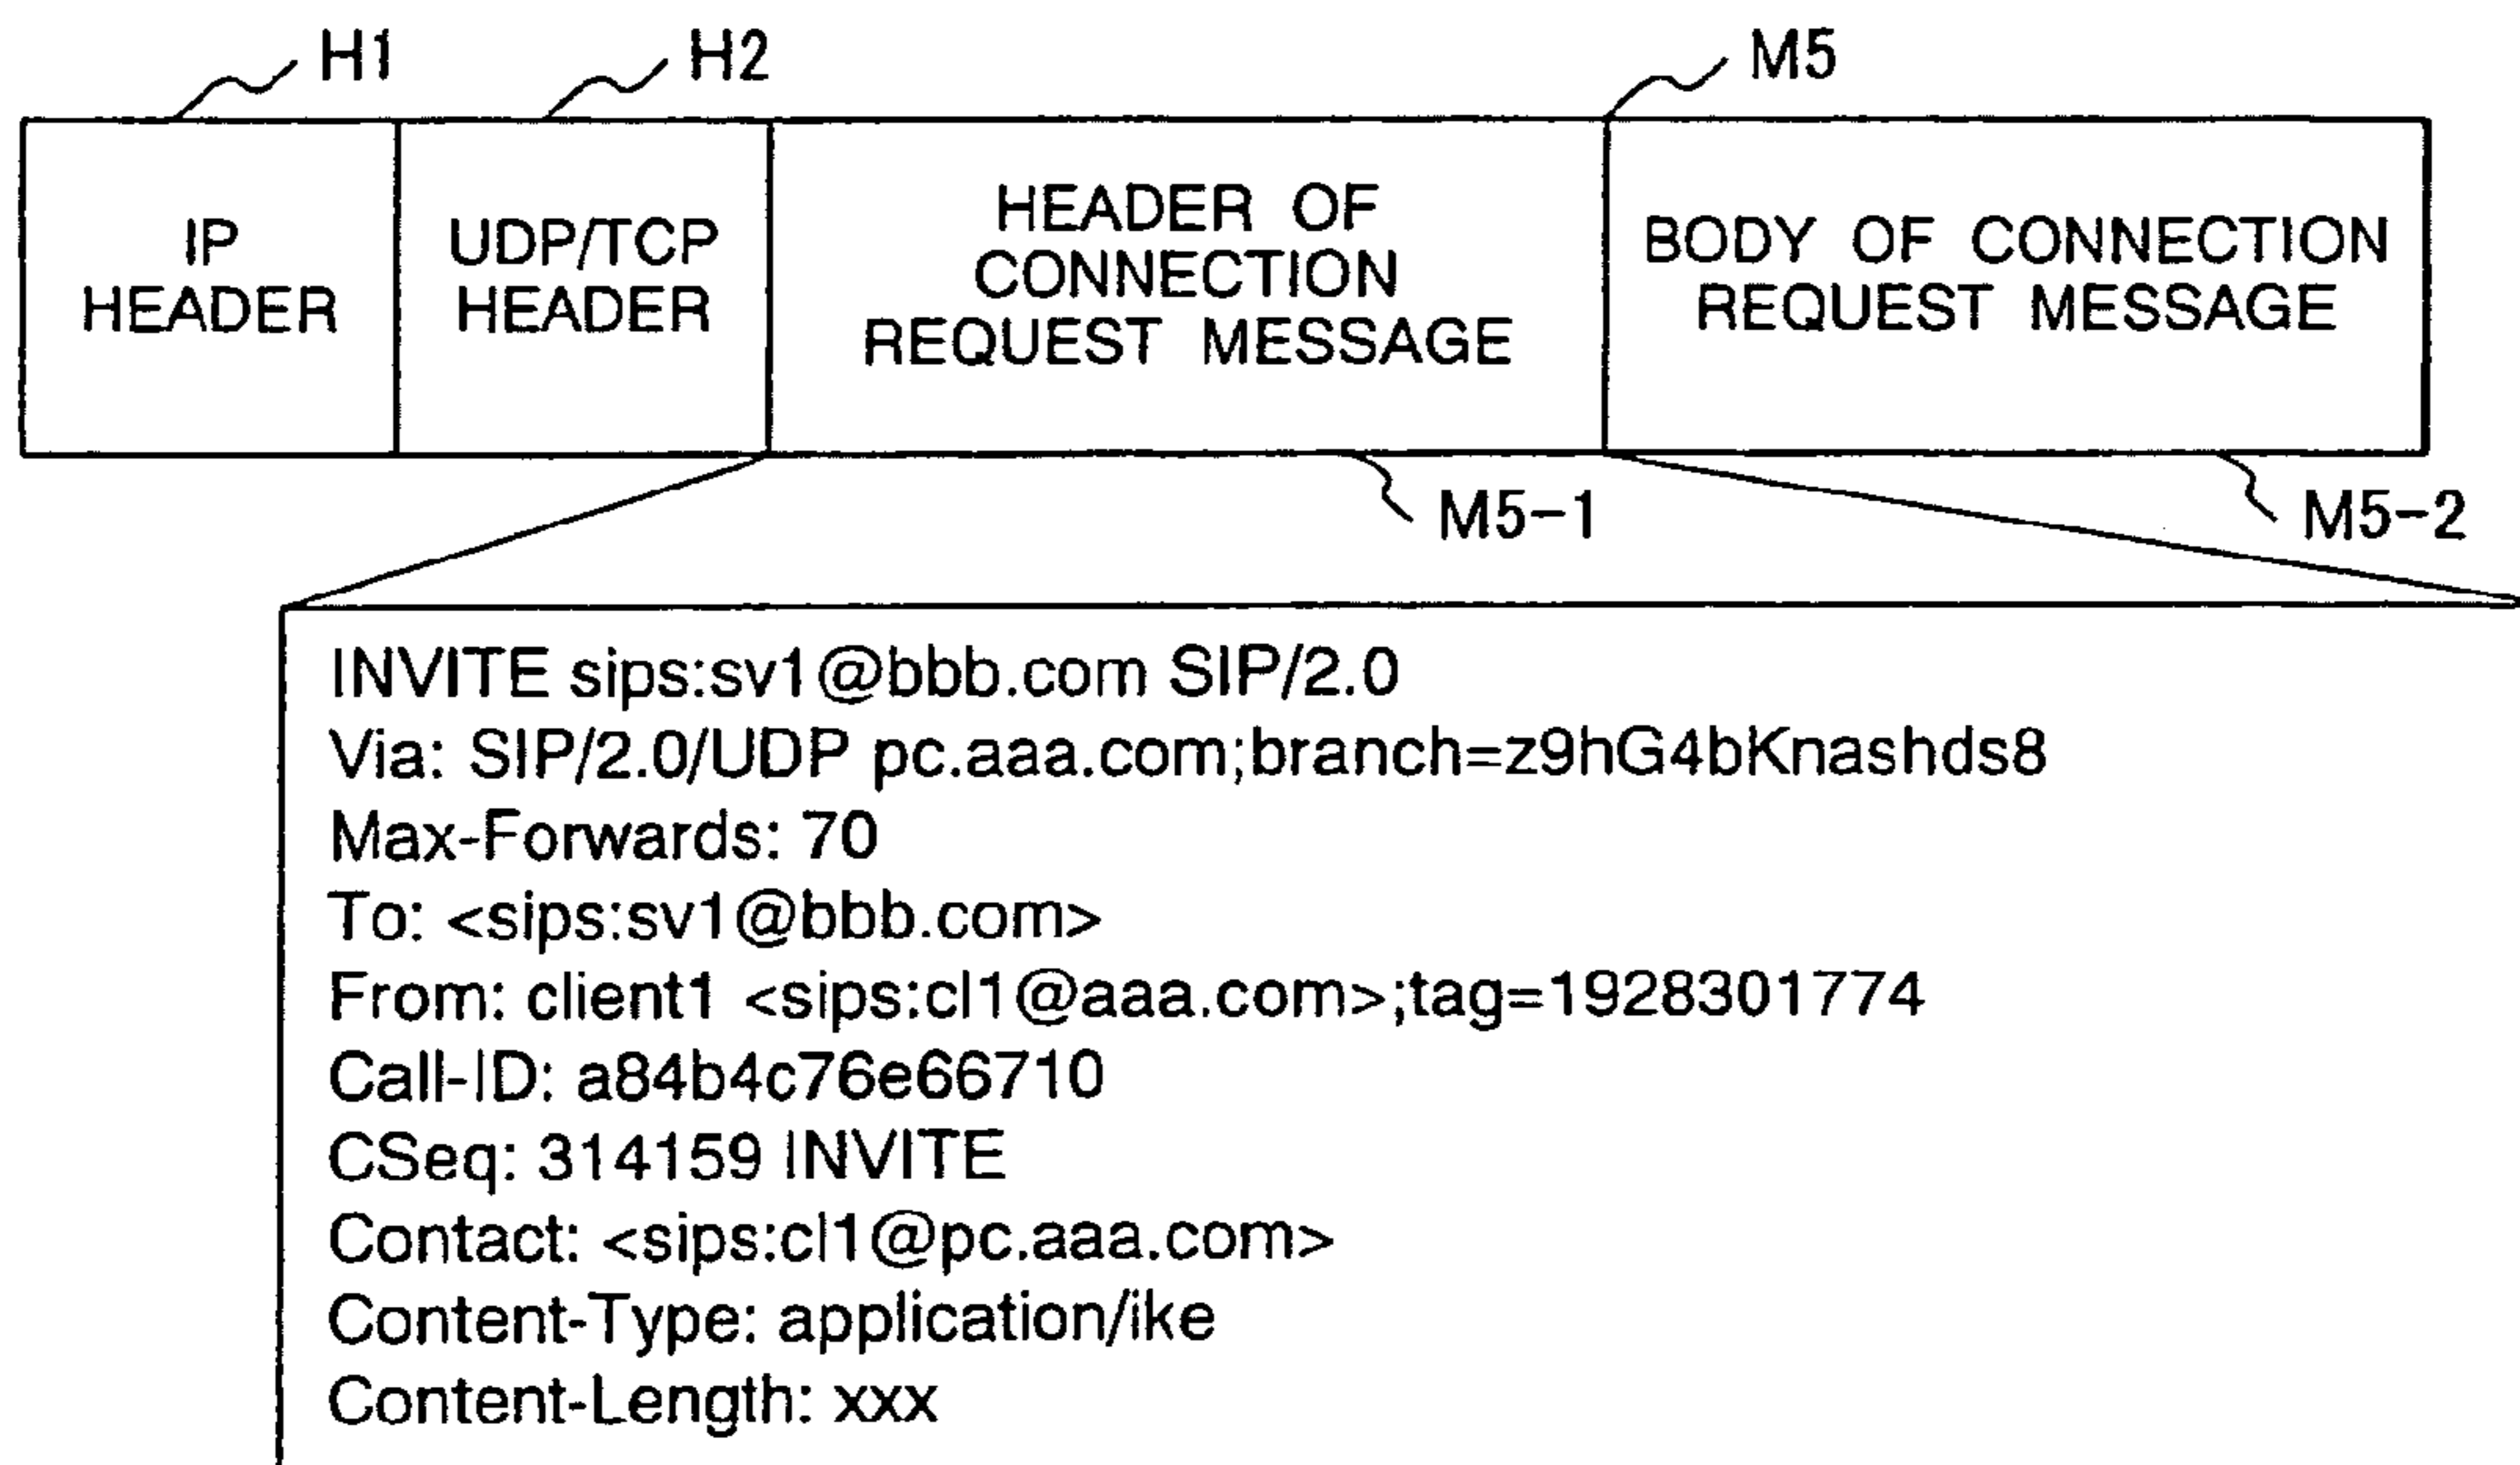 H1
H2
M5
IP
HEADER
UDP/TCP
HEADER
HEADER OF
CONNECTION
REQUEST MESSAGE
BODY OF CONNECTION
REQUEST MESSAGE
M5-1
M5-2
INVITE sips:sv1@bbb.com SIP/2.0
Via: SIP/2.0/UDP pc.aaa.com;branch=z9hG4bKnashds8
Max-Forwards: 70
To: <sips:sv1@bbb.com>
From: client1 <sips:cl1@aaa.com>;tag=1928301774
Call-ID: a84b4c76e66710
CSeq: 314159 INVITE
Contact: <sips:cl1@pc.aaa.com>
Content-Type: application/ike
Content-Length: xxx